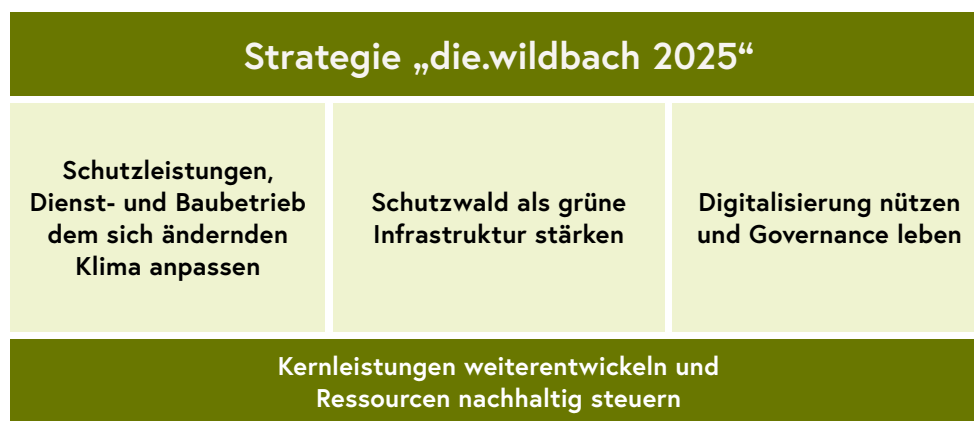 Strategie „die.wildbach 2025“
Schutzleistungen,
Dienst- und Baubetrieb
dem sich ändernden
Klima anpassen
Schutzwald als grüne
Infrastruktur stärken
Digitalisierung nützen
und Governance leben
Kernleistungen weiterentwickeln und
Ressourcen nachhaltig steuern